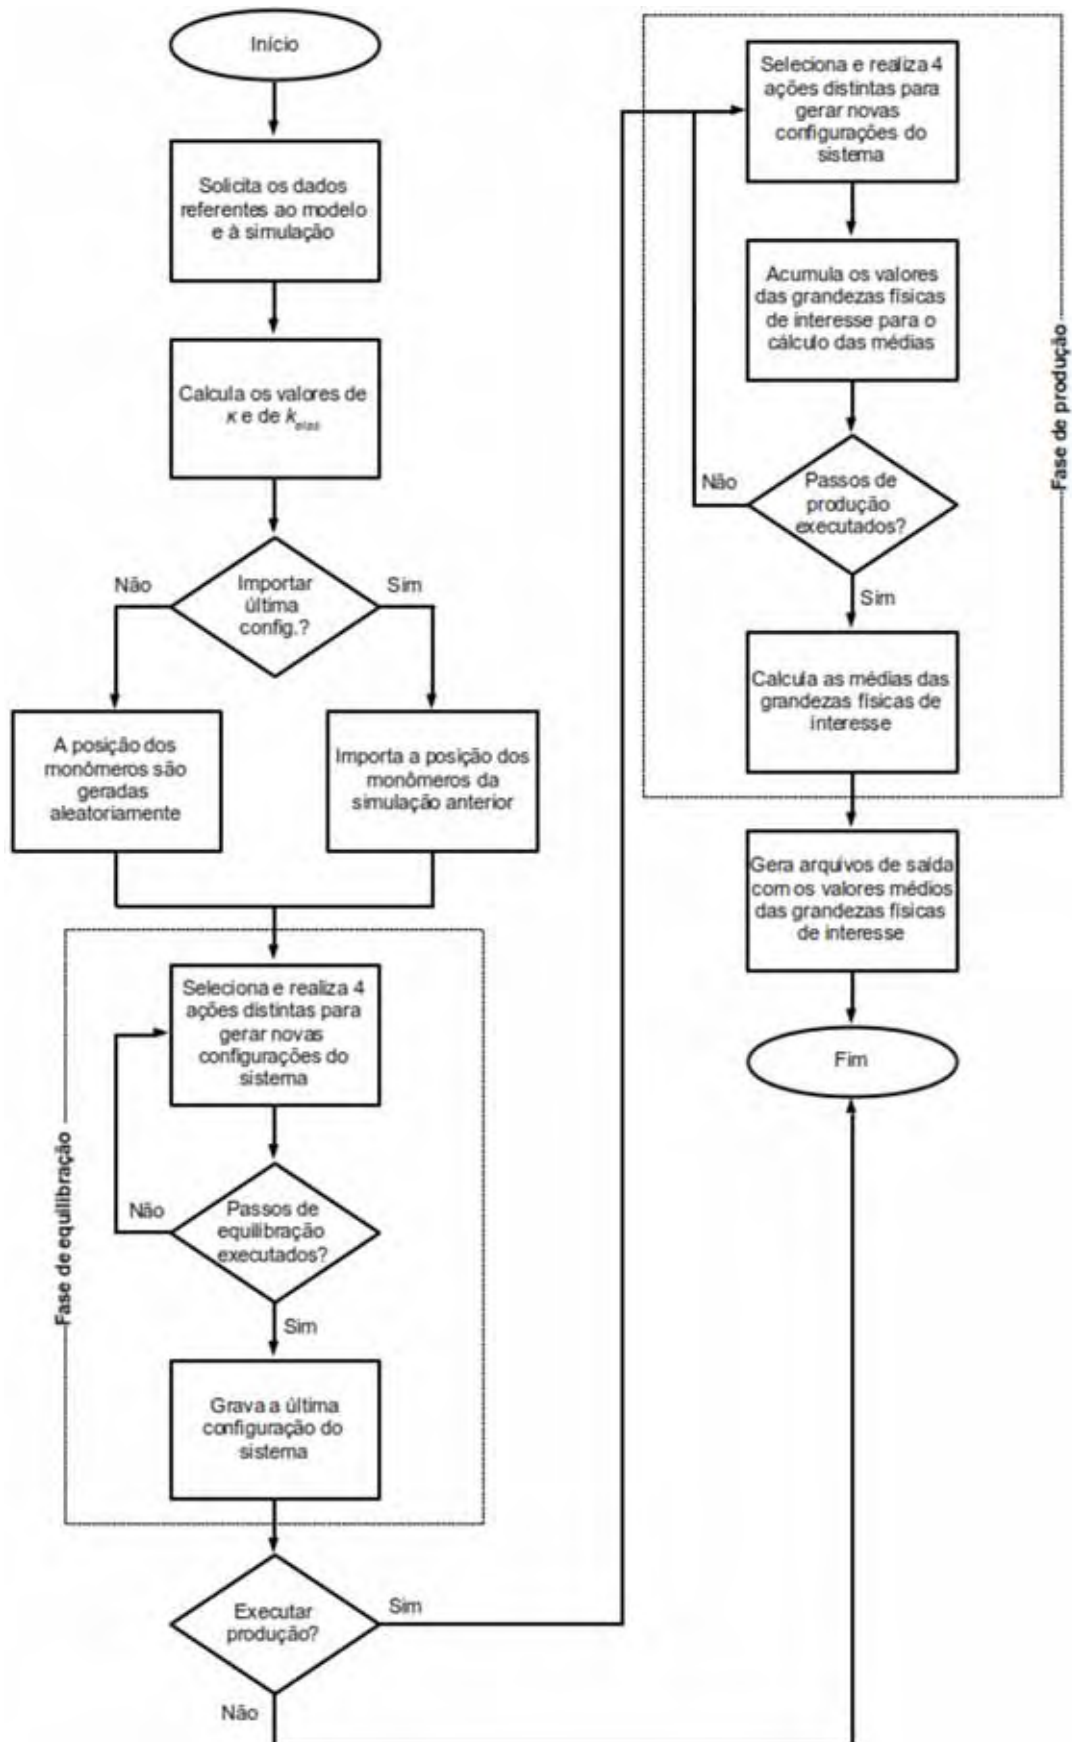 Início
Solicita os dados
referentes ao modelo
e à simulação
Calcula os valores de
κ e de k_elas
Importar
última
config.?
Não
Sim
A posição dos
monômeros são
geradas
aleatoriamente
Importa a posição dos
monômeros da
simulação anterior
Fase de equilibração
Seleciona e realiza 4
ações distintas para
gerar novas
configurações do
sistema
Passos de
equilibração
executados?
Não
Sim
Grava a última
configuração do
sistema
Executar
produção?
Sim
Não
Fase de produção
Seleciona e realiza 4
ações distintas para
gerar novas
configurações do
sistema
Acumula os valores
das grandezas físicas
de interesse para o
cálculo das médias
Passos de
produção
executados?
Não
Sim
Calcula as médias das
grandezas físicas de
interesse
Gera arquivos de saída
com os valores médios
das grandezas físicas
de interesse
Fim